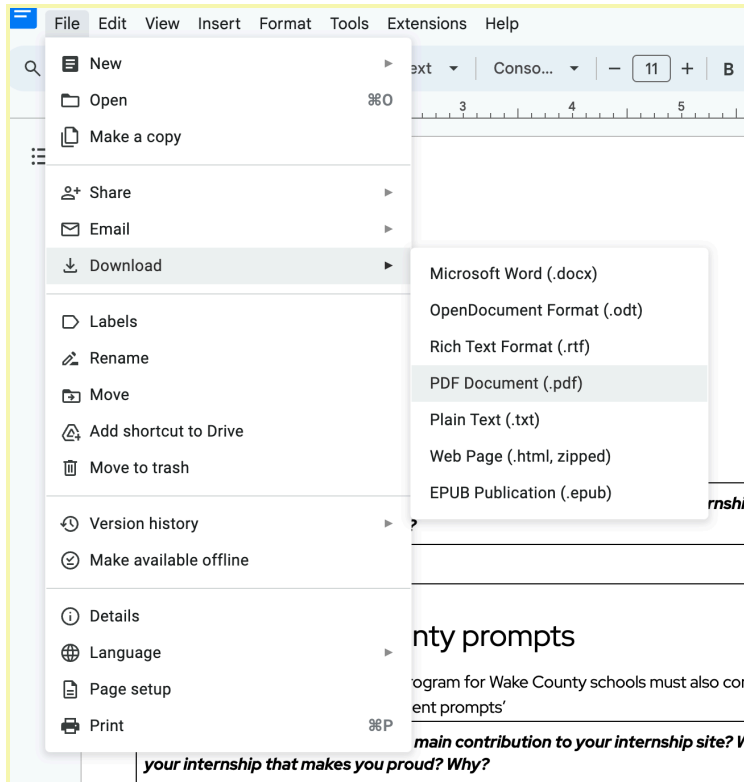 File Edit View Insert Format Tools Extensions Help
New
Open ⌘O
Make a copy
Share
Email
Download
Labels
Rename
Move
Add shortcut to Drive
Move to trash
Version history
Make available offline
Details
Language
Page setup
Print ⌘P
Microsoft Word (.docx)
OpenDocument Format (.odt)
Rich Text Format (.rtf)
PDF Document (.pdf)
Plain Text (.txt)
Web Page (.html, zipped)
EPUB Publication (.epub)
ext Conso... − 11 + B
3 4 5
rnshi
?
nty prompts
ogram for Wake County schools must also cor
ent prompts’
main contribution to your internship site? W
your internship that makes you proud? Why?